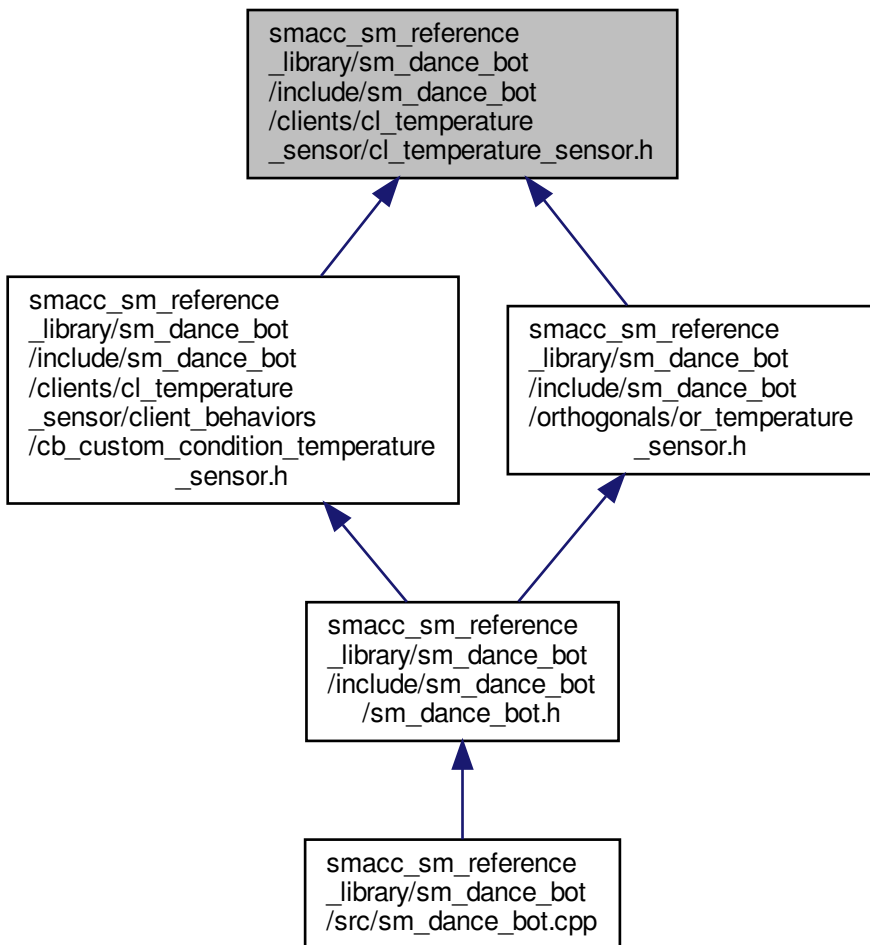 smacc_sm_reference
_library/sm_dance_bot
/include/sm_dance_bot
/clients/cl_temperature
_sensor/cl_temperature_sensor.h
smacc_sm_reference
_library/sm_dance_bot
/include/sm_dance_bot
/clients/cl_temperature
_sensor/client_behaviors
/cb_custom_condition_temperature
_sensor.h
smacc_sm_reference
_library/sm_dance_bot
/include/sm_dance_bot
/orthogonals/or_temperature
_sensor.h
smacc_sm_reference
_library/sm_dance_bot
/include/sm_dance_bot
/sm_dance_bot.h
smacc_sm_reference
_library/sm_dance_bot
/src/sm_dance_bot.cpp